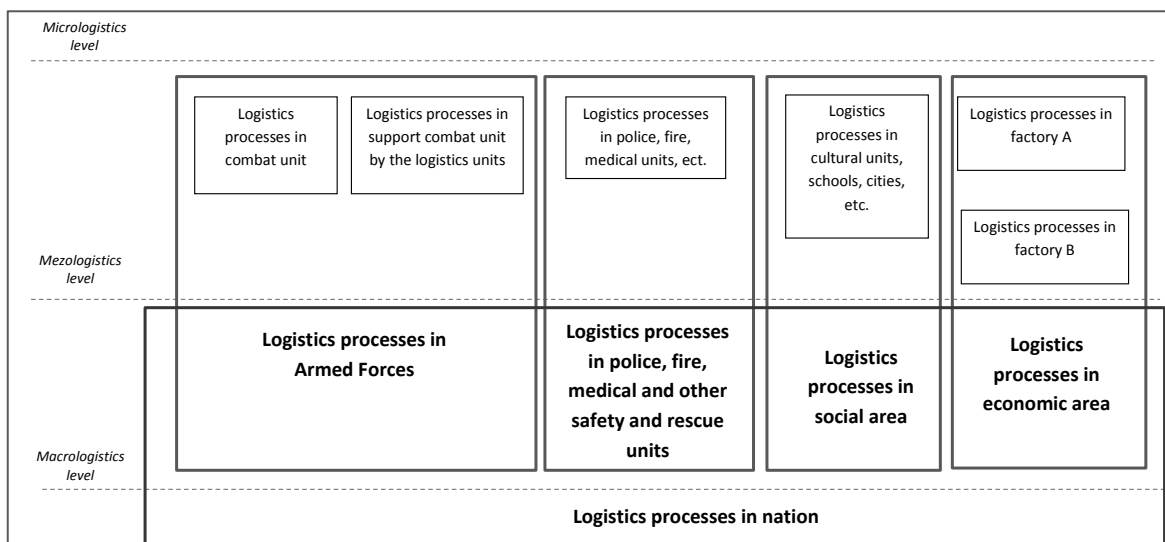 Micrologistics
level
Logistics
processes in
combat unit
Logistics processes in
support combat unit
by the logistics units
Logistics processes
in police, fire,
medical units, ect.
Logistics
processes in
cultural units,
schools, cities,
etc.
Logistics processes in
factory A
Logistics processes in
factory B
Mezologistics
level
Logistics processes in
Armed Forces
Logistics processes
in police, fire,
medical and other
safety and rescue
units
Logistics
processes in
social area
Logistics
processes in
economic area
Macrologistics
level
Logistics processes in nation